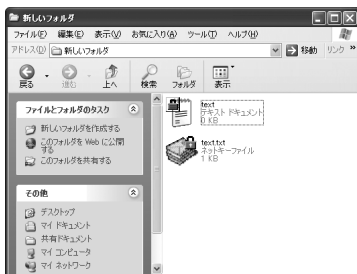 新しいフォルダ
ファイル(F) 編集(E) 表示(V) お気に入り(A) ツール(T) ヘルプ(H)
アドレス(D) 新しいフォルダ 移動 リンク »
戻る 進む 上へ 検索 フォルダ 表示
ファイルとフォルダのタスク
新しいフォルダを作成する
このフォルダを Web に公開
する
このフォルダを共有する
その他
デスクトップ
マイ ドキュメント
共有ドキュメント
マイ コンピュータ
マイ ネットワーク
text
テキスト ドキュメント
0 KB
text.txt
ネットキーファイル
1 KB